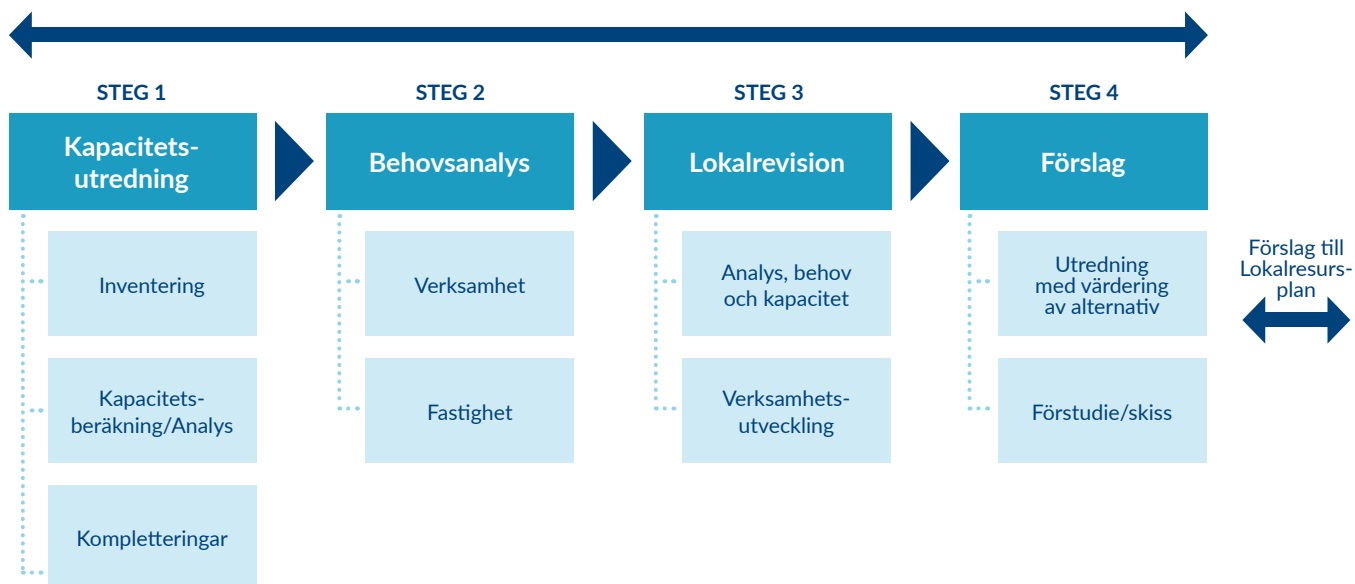 STEG 1
Kapacitets-
utredning
Inventering
Kapacitets-
beräkning/Analys
Kompletteringar
STEG 2
Behovsanalys
Verksamhet
Fastighet
STEG 3
Lokalrevision
Analys, behov
och kapacitet
Verksamhets-
utveckling
STEG 4
Förslag
Utredning
med värdering
av alternativ
Förstudie/skiss
Förslag till
Lokalresurs-
plan